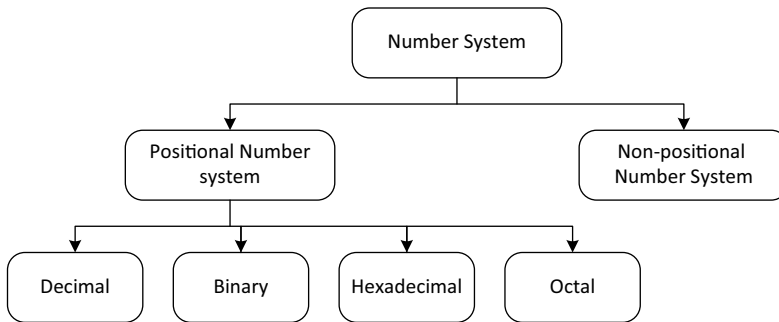 Number System
Positional Number
system
Non-positional
Number System
Decimal
Binary
Hexadecimal
Octal